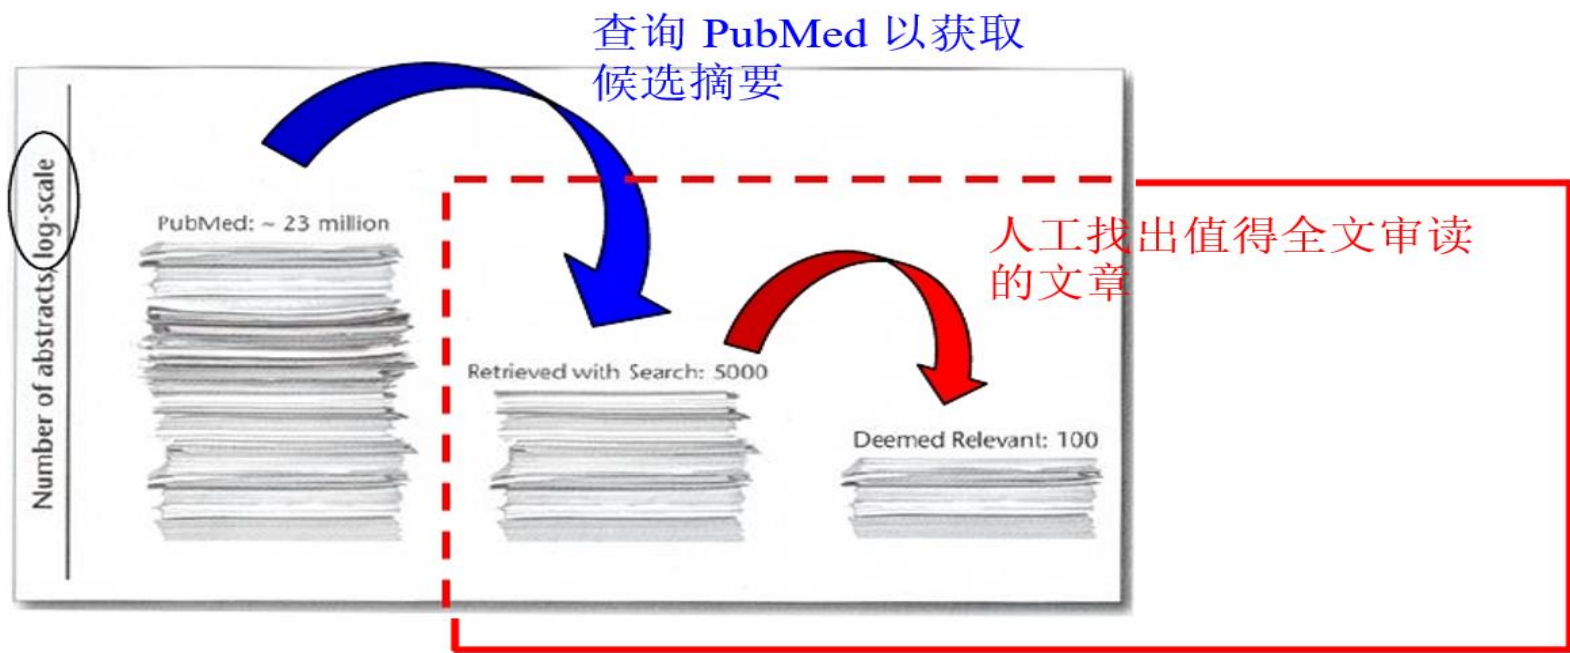 查询 PubMed 以获取
候选摘要
Number of abstracts, log-scale
PubMed: ~ 23 million
人工找出值得全文审读
的文章
Retrieved with Search: 5000
Deemed Relevant: 100